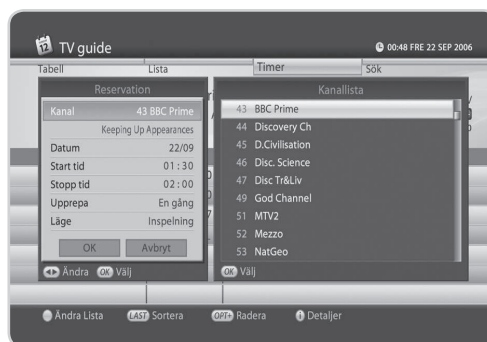 12 TV guide
00:48 FRE 22 SEP 2006
Tabell Lista Timer Sök
Reservation
Kanal 43 BBC Prime
Keeping Up Appearances
Datum 22/09
Start tid 01:30
Stopp tid 02:00
Upprepa En gång
Läge Inspelning
OK Avbryt
Ändra OK Välj
Kanallista
43 BBC Prime
44 Discovery Ch
45 D.Civilisation
46 Disc. Science
47 Disc Tr&Liv
49 God Channel
51 MTV2
52 Mezzo
53 NatGeo
OK Välj
Ändra Lista LAST Sortera OPT+ Radera i Detaljer